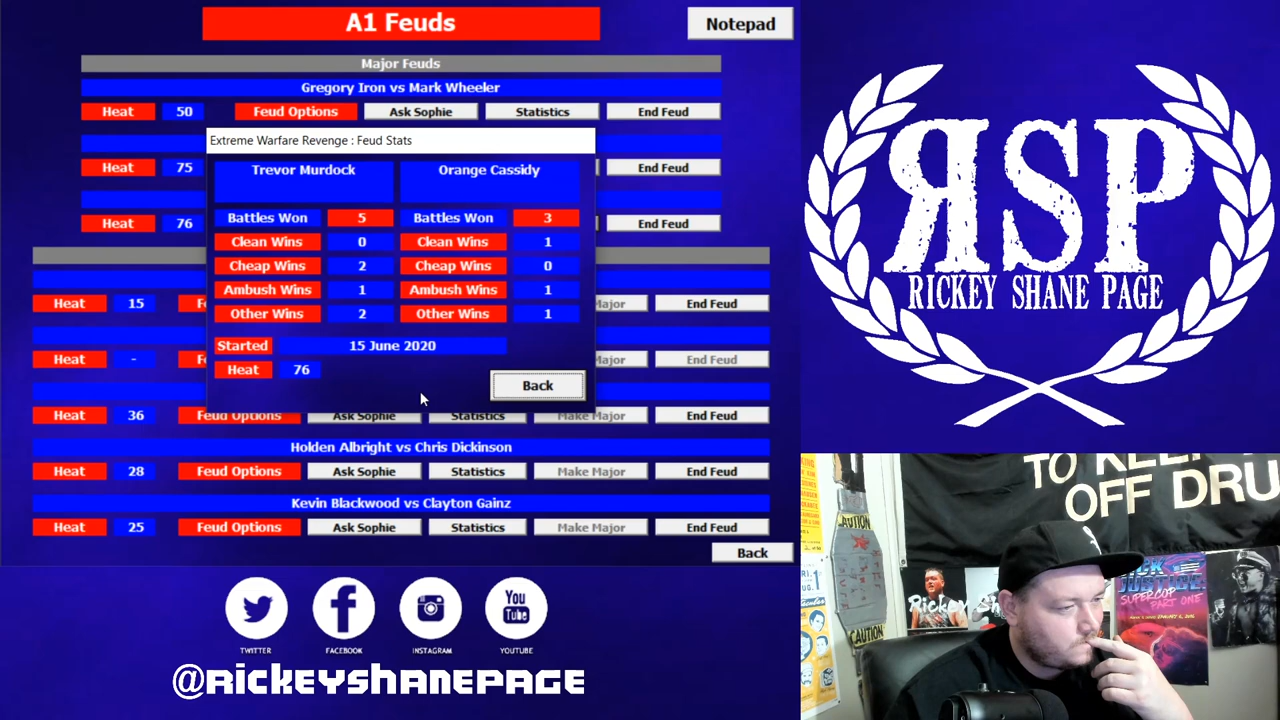 A1 Feuds
Notepad
Major Feuds
Gregory Iron vs Mark Wheeler
Heat 50 Feud Options Ask Sophie Statistics End Feud
Extreme Warfare Revenge : Feud Stats
Trevor Murdock Orange Cassidy
75 End Feud
76 End Feud
Battles Won 5 Battles Won 3
Clean Wins 0 Clean Wins 1
Cheap Wins 2 Cheap Wins 0
Ambush Wins 1 Ambush Wins 1
Other Wins 2 Other Wins 1
Started 15 June 2020
Heat 76
Back
Heat 15 Major End Feud
Heat - Major End Feud
Heat 36 Feud Options Ask Sophie Statistics Make Major End Feud
Holden Albright vs Chris Dickinson
Heat 28 Feud Options Ask Sophie Statistics Make Major End Feud
Kevin Blackwood vs Clayton Gainz
Heat 25 Feud Options Ask Sophie Statistics Make Major End Feud
Back
RSP
RICKEY SHANE PAGE
TWITTER FACEBOOK INSTAGRAM YOUTUBE
You Tube
@RICKEYSHANEPAGE
TO KEE
OFF DRU
CAUTION
CAUTION
Rickey Sh
JUSTICE
SUPERCOP
PART ONE